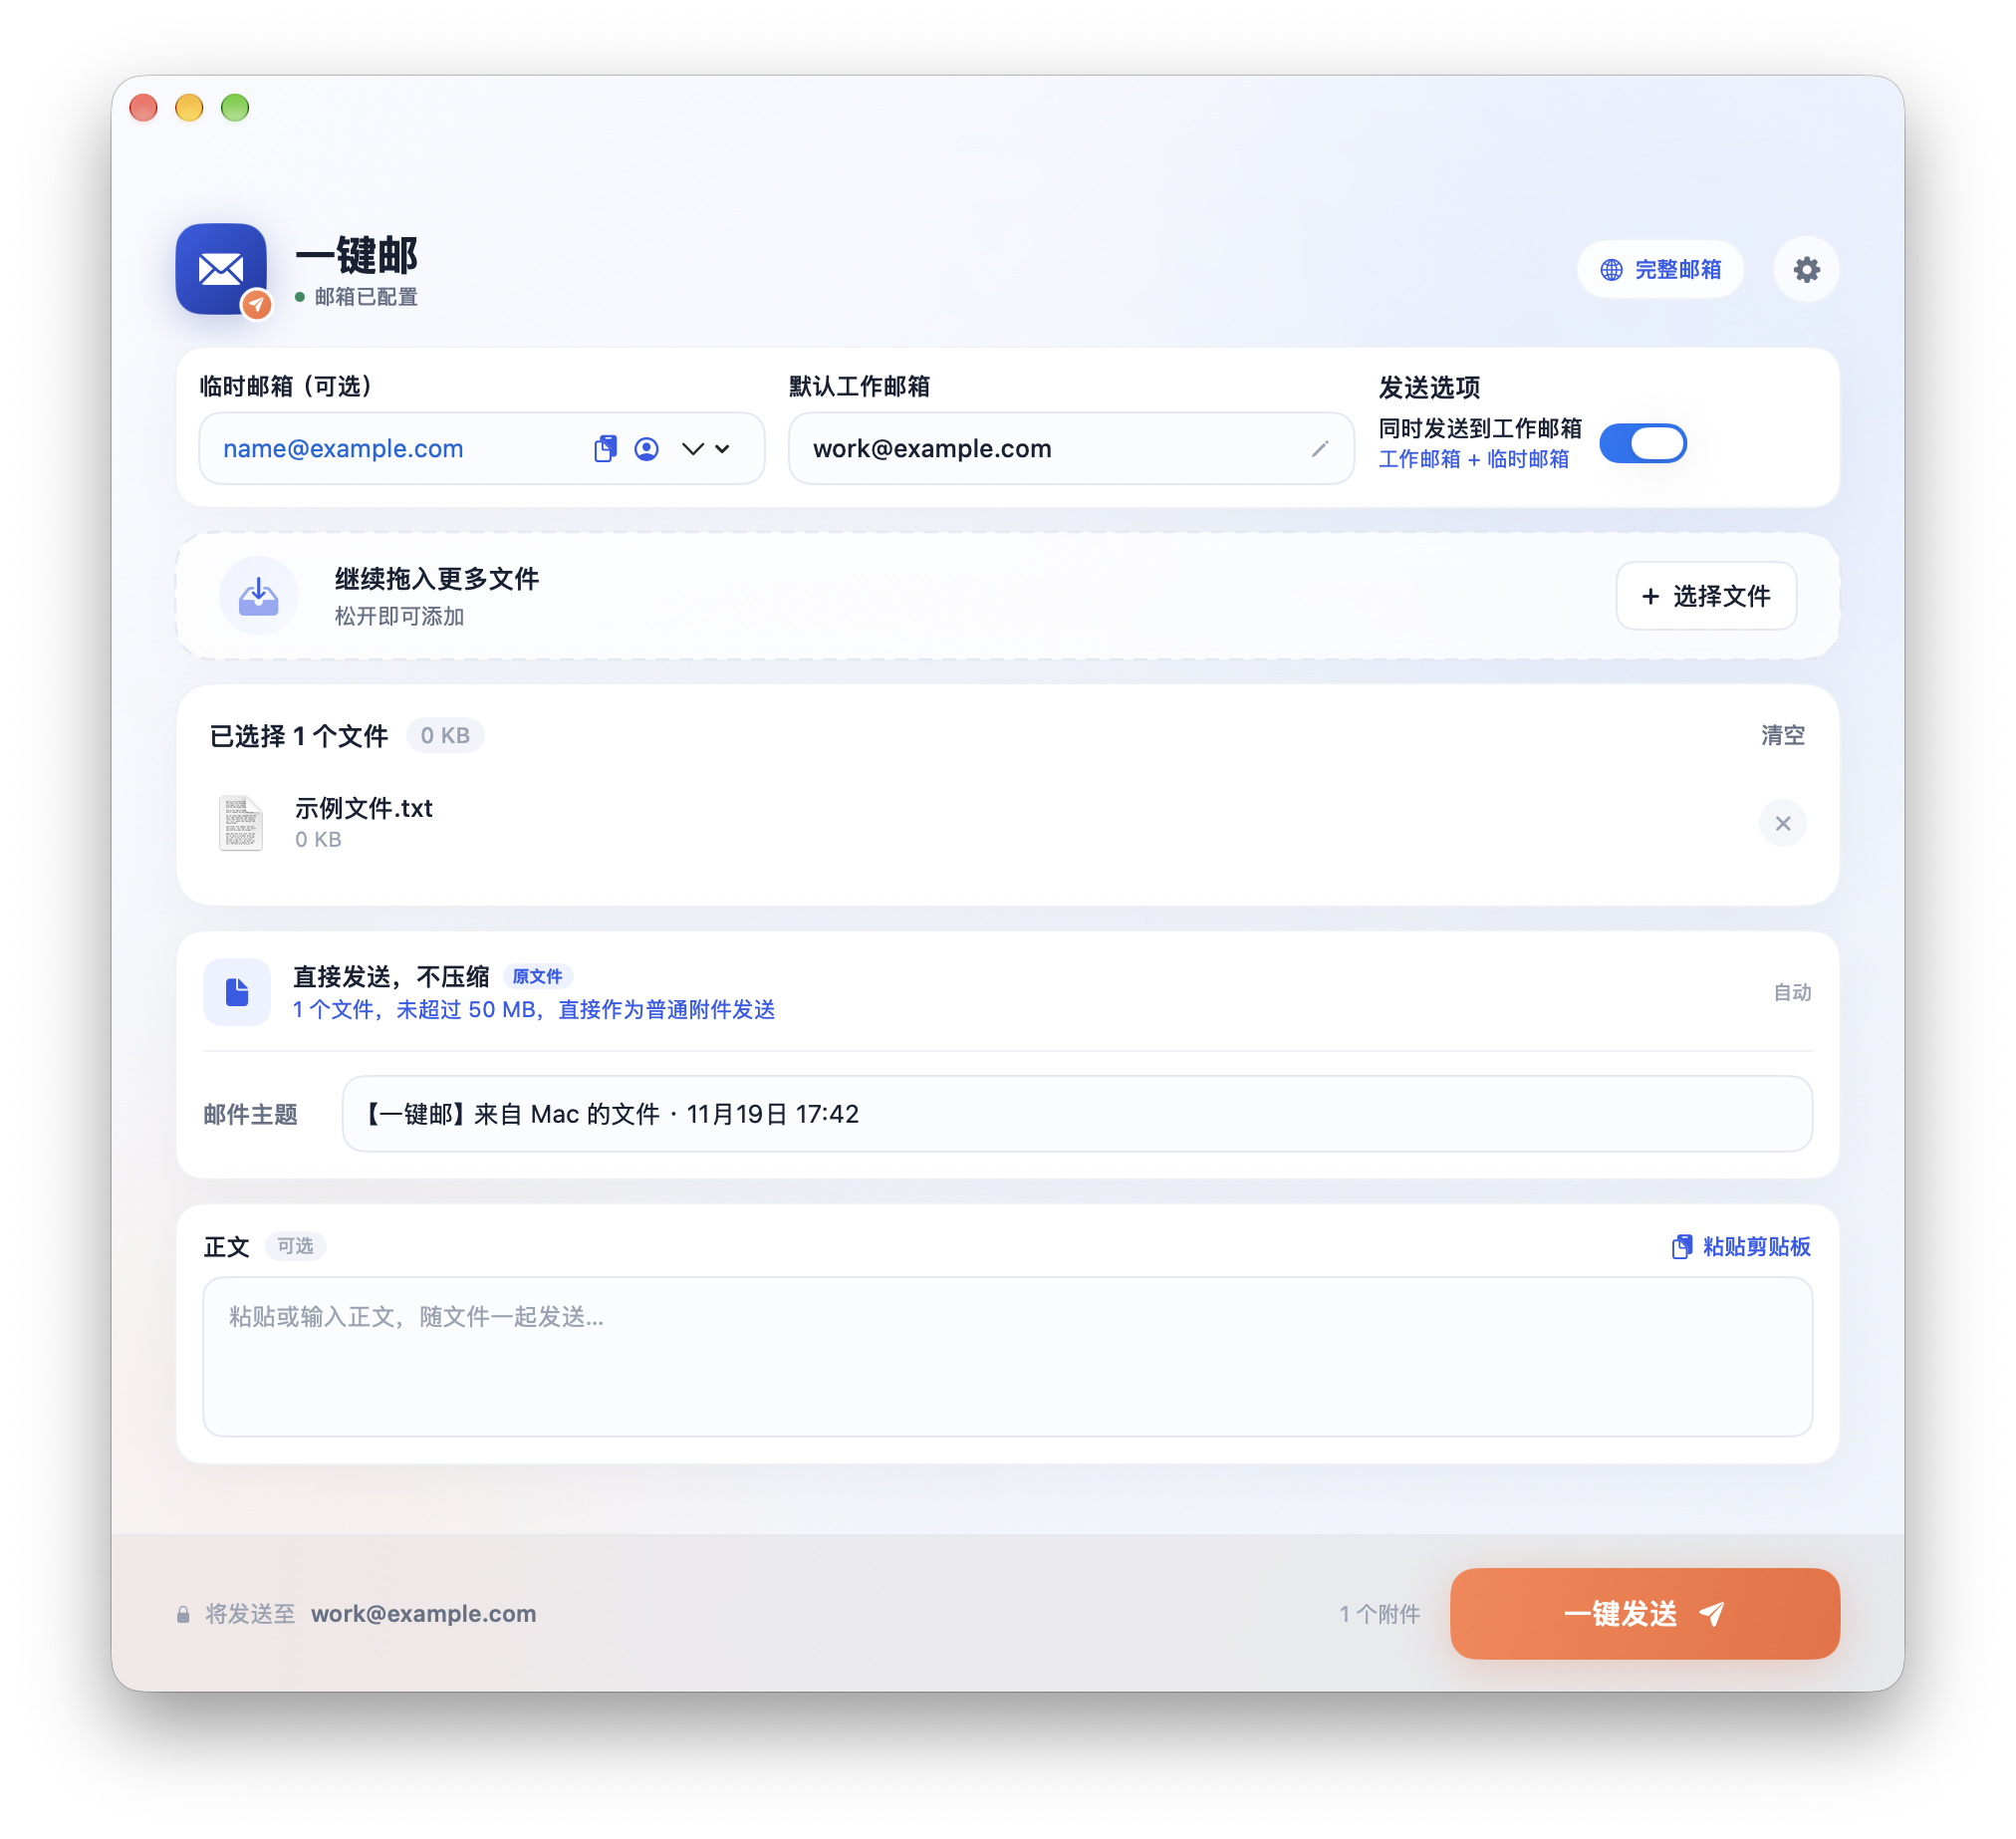 一键邮
邮箱已配置
完整邮箱
临时邮箱（可选）
name@example.com
默认工作邮箱
work@example.com
发送选项
同时发送到工作邮箱
工作邮箱 + 临时邮箱
继续拖入更多文件
松开即可添加
+ 选择文件
已选择 1 个文件 0 KB
清空
示例文件.txt
0 KB
直接发送，不压缩 原文件
1 个文件，未超过 50 MB，直接作为普通附件发送
自动
邮件主题
【一键邮】来自 Mac 的文件 · 11月19日 17:42
正文 可选
粘贴剪贴板
粘贴或输入正文，随文件一起发送...
将发送至 work@example.com
1 个附件
一键发送